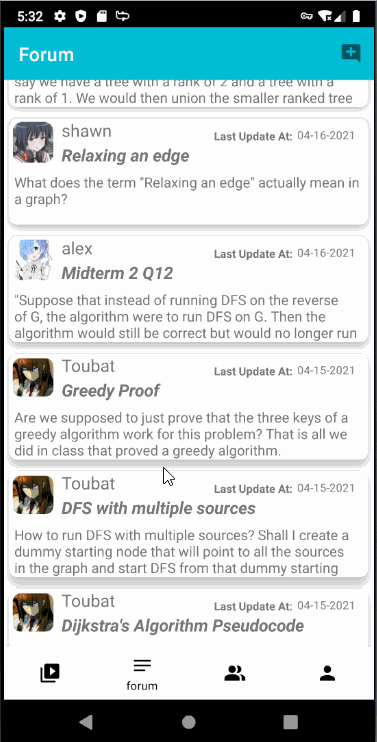 5:32
Forum
say we have a tree with a rank of 2 and a tree with a
rank of 1. We would then union the smaller ranked tree
shawn
Last Update At: 04-16-2021
Relaxing an edge
What does the term "Relaxing an edge" actually mean in
a graph?
alex
Last Update At: 04-16-2021
Midterm 2 Q12
"Suppose that instead of running DFS on the reverse
of G, the algorithm were to run DFS on G. Then the
algorithm would still be correct but would no longer run
Toubat
Last Update At: 04-15-2021
Greedy Proof
Are we supposed to just prove that the three keys of a
greedy algorithm work for this problem? That is all we
did in class that proved a greedy algorithm.
Toubat
Last Update At: 04-15-2021
DFS with multiple sources
How to run DFS with multiple sources? Shall I create a
dummy starting node that will point to all the sources
in the graph and start DFS from that dummy starting
Toubat
Last Update At: 04-15-2021
Dijkstra's Algorithm Pseudocode
forum